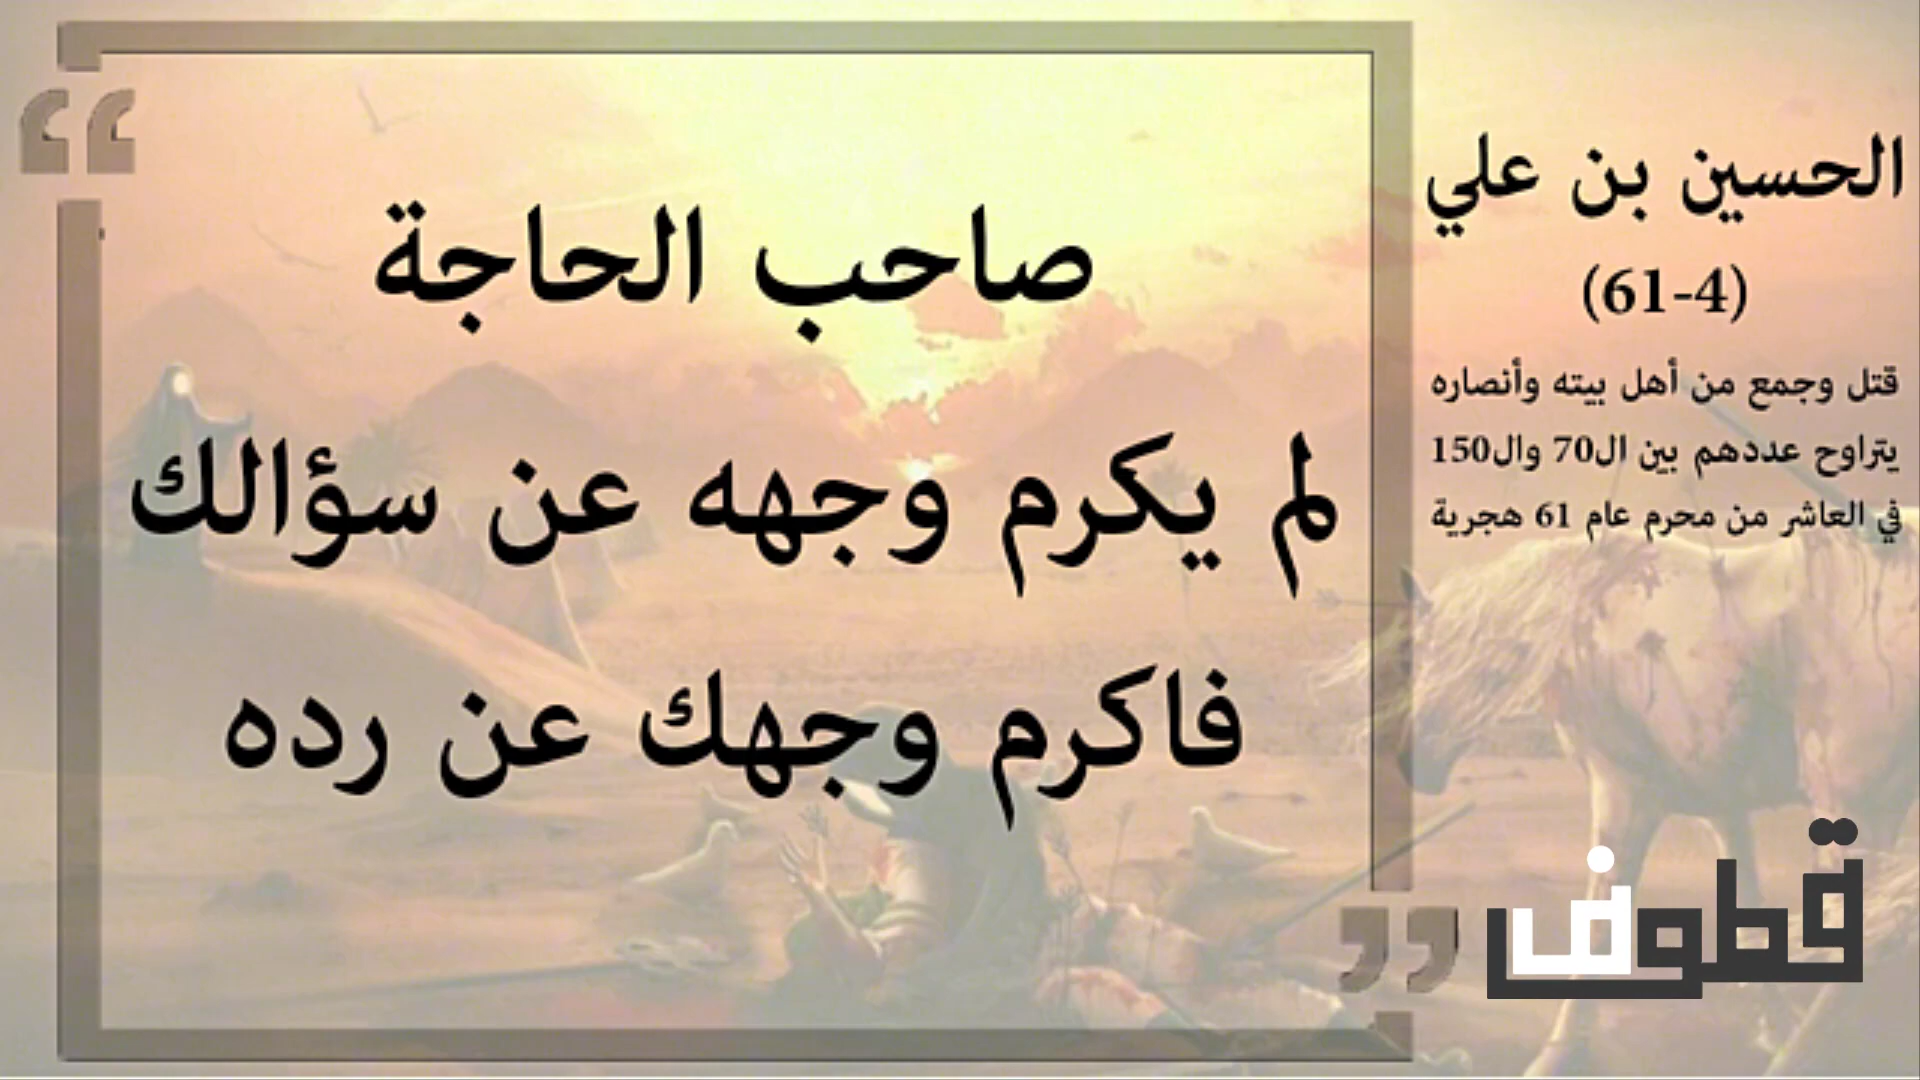 صاحب الحاجة
لم يكرم وجهه عن سؤالك
فاكرم وجهك عن رده
الحسين بن علي
(4-61)
قتل وجمع من أهل بيته وأنصاره
يتراوح عددهم بين ال70 وال150
في العاشر من محرم عام 61 هجرية
قطوف